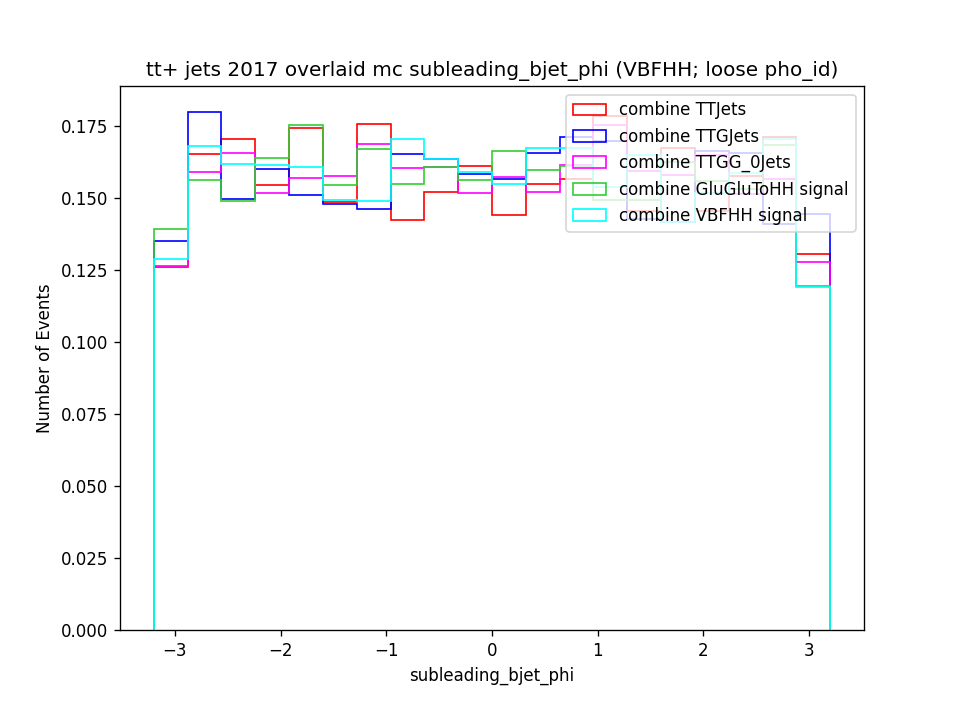 tt+ jets 2017 overlaid mc subleading_bjet_phi (VBFHH; loose pho_id)
combine TTJets
combine TTGJets
combine TTGG_0Jets
combine GluGluToHH signal
combine VBFHH signal
0.175
0.150
0.125
0.100
0.075
0.050
0.025
0.000
Number of Events
−3 −2 −1 0 1 2 3
subleading_bjet_phi